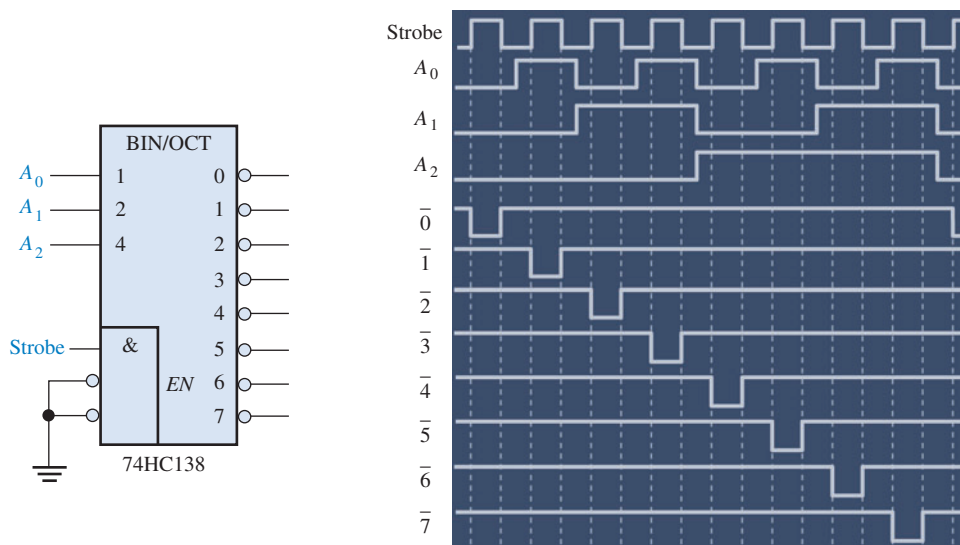 BIN/OCT
A0 1 0
A1 2 1
A2 4 2
3
4
Strobe & 5
EN 6
7
74HC138
Strobe
A0
A1
A2
0̅
1̅
2̅
3̅
4̅
5̅
6̅
7̅